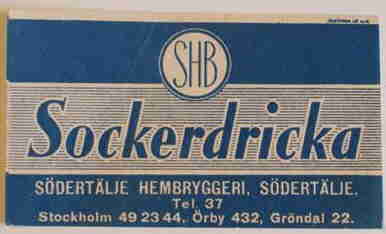 SHB
Sockerdricka
SÖDERTÄLJE HEMBRYGGERI, SÖDERTÄLJE.
Tel. 37
Stockholm 49 23 44, Örby 432, Gröndal 22.